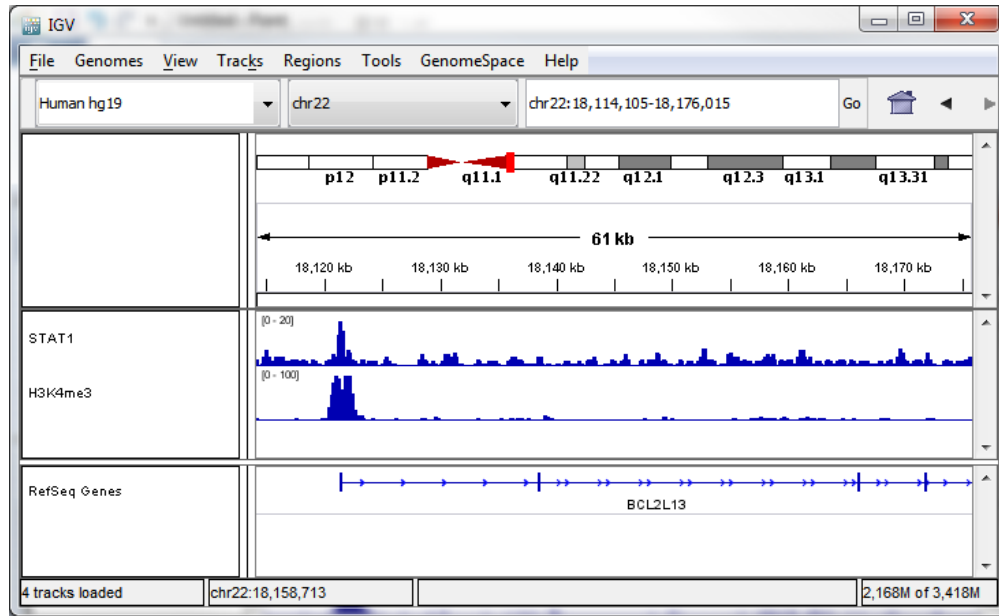 IGV
File Genomes View Tracks Regions Tools GenomeSpace Help
Human hg19 chr22 chr22:18,114,105-18,176,015 Go
p12 p11.2 q11.1 q11.22 q12.1 q12.3 q13.1 q13.31
61 kb
18,120 kb 18,130 kb 18,140 kb 18,150 kb 18,160 kb 18,170 kb
[0 - 20]
STAT1
[0 - 100]
H3K4me3
RefSeq Genes
BCL2L13
4 tracks loaded chr22:18,158,713 2,168M of 3,418M